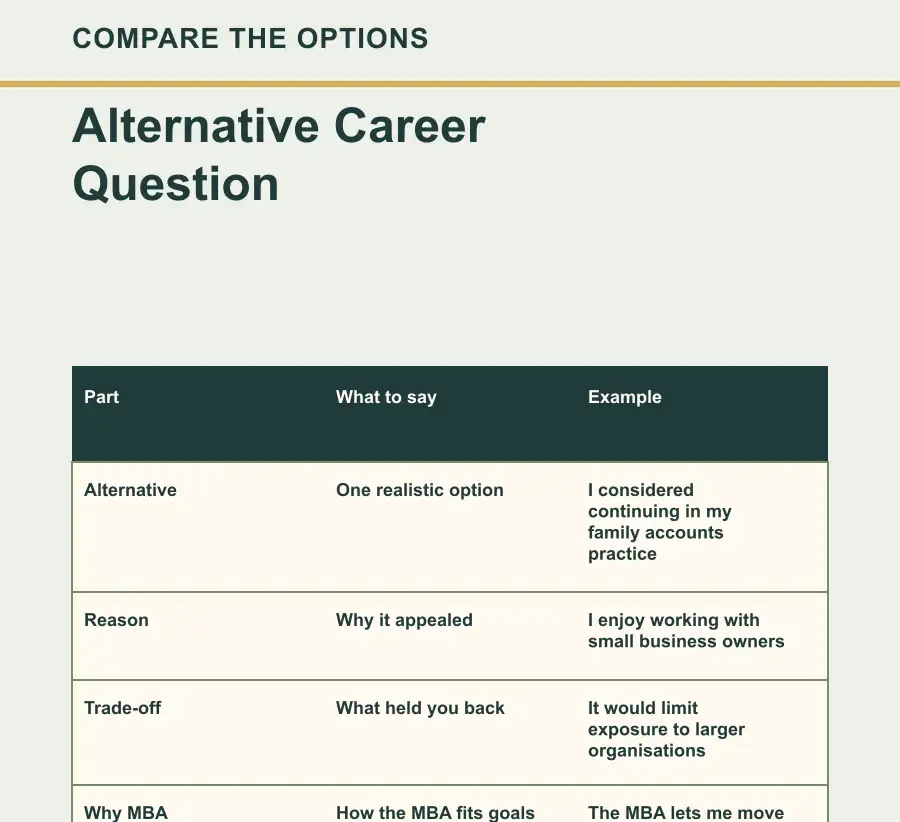 COMPARE THE OPTIONS
Alternative Career
Question
Part
What to say
Example
Alternative
One realistic option
I considered
continuing in my
family accounts
practice
Reason
Why it appealed
I enjoy working with
small business owners
Trade-off
What held you back
It would limit
exposure to larger
organisations
Why MBA
How the MBA fits goals
The MBA lets me move